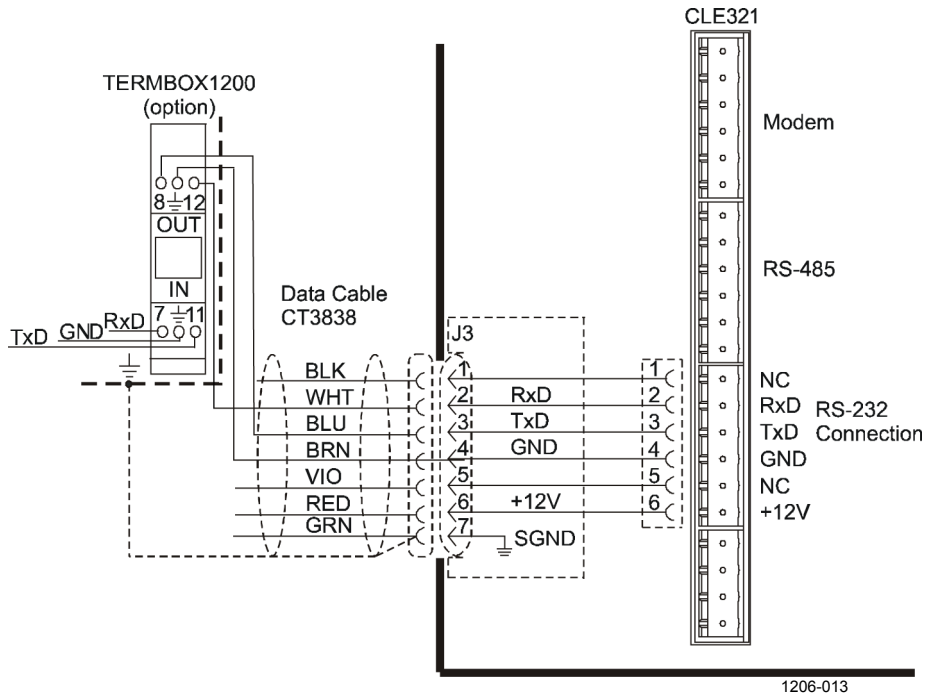 CLE321
TERMBOX1200
(option)
Modem
8 12
OUT
RS-485
IN
Data Cable
CT3838
7 11
RxD
GND
TxD
J3
BLK
1
1
NC
WHT
2
RxD
2
RxD
RS-232
BLU
3
TxD
3
TxD
Connection
BRN
4
GND
4
GND
VIO
5
5
NC
RED
6
+12V
6
+12V
GRN
7
SGND
1206-013